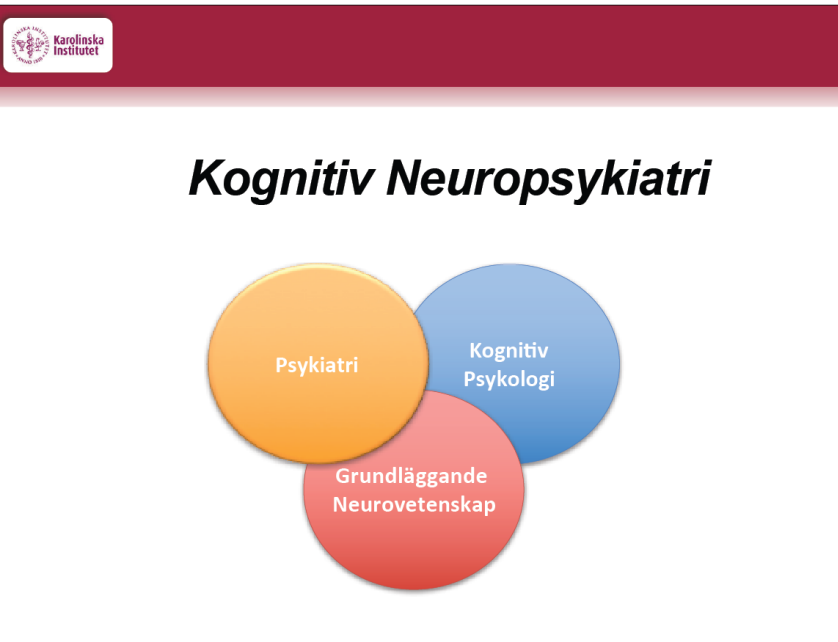 Karolinska
Institutet
Kognitiv Neuropsykiatri
Psykiatri
Kognitiv
Psykologi
Grundläggande
Neurovetenskap